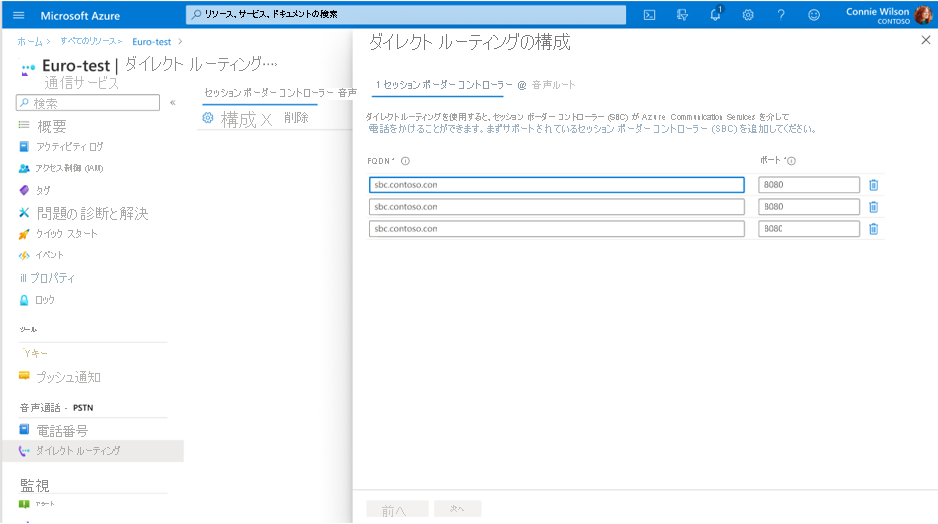 Microsoft Azure
リソース、サービス、ドキュメントの検索
1
Connie Wilson
CONTOSO
ホーム > すべてのリソース> Euro-test >
Euro-test | ダイレクト ルーティング…
通信サービス
検索
«
概要
アクティビティ ログ
アクセス制御 (IAM)
タグ
問題の診断と解決
クイック スタート
イベント
プロパティ
ロック
ツール
キー
プッシュ通知
音声通話 - PSTN
電話番号
ダイレクト ルーティング
監視
アラート
セッション ボーダー コントローラー 音声
構成 X 削除
ダイレクト ルーティングの構成
1 セッション ボーダー コントローラー @ 音声ルート
ダイレクトルーティングを使用すると、セッション ボーダー コントローラー (SBC) が Azure Communication Services を介して
電話をかけることができます。まずサポートされているセッション ボーダー コントローラー (SBC) を追加してください。
FQDN * ポート *
sbc.contoso.con 8080
sbc.contoso.con 8080
sbc.contoso.con 8080
前へ 次へ